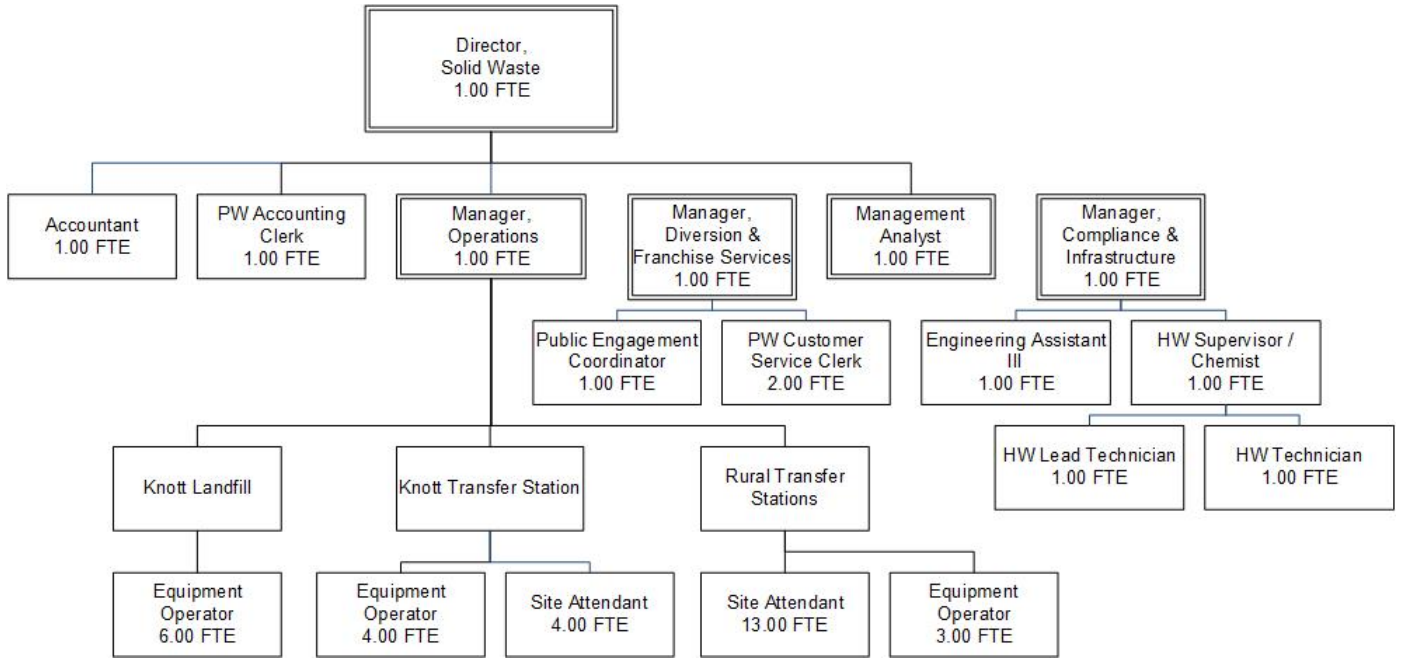 Director,
Solid Waste
1.00 FTE
Accountant
1.00 FTE
PW Accounting
Clerk
1.00 FTE
Manager,
Operations
1.00 FTE
Manager,
Diversion &
Franchise Services
1.00 FTE
Management
Analyst
1.00 FTE
Manager,
Compliance &
Infrastructure
1.00 FTE
Public Engagement
Coordinator
1.00 FTE
PW Customer
Service Clerk
2.00 FTE
Engineering Assistant
III
1.00 FTE
HW Supervisor /
Chemist
1.00 FTE
HW Lead Technician
1.00 FTE
HW Technician
1.00 FTE
Knott Landfill
Knott Transfer Station
Rural Transfer
Stations
Equipment
Operator
6.00 FTE
Equipment
Operator
4.00 FTE
Site Attendant
4.00 FTE
Site Attendant
13.00 FTE
Equipment
Operator
3.00 FTE